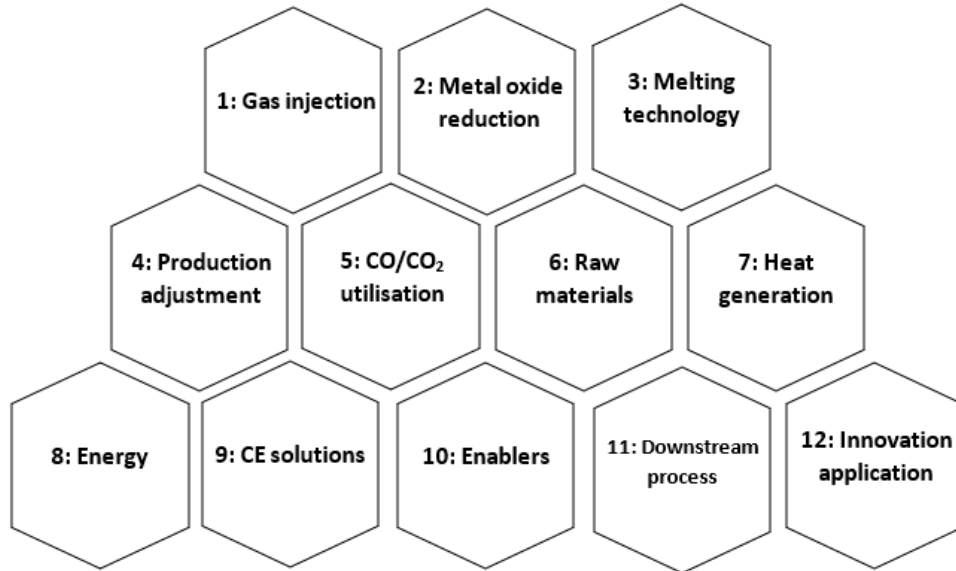 1: Gas injection
2: Metal oxide
reduction
3: Melting
technology
4: Production
adjustment
5: CO/CO₂
utilisation
6: Raw
materials
7: Heat
generation
8: Energy
9: CE solutions
10: Enablers
11: Downstream
process
12: Innovation
application